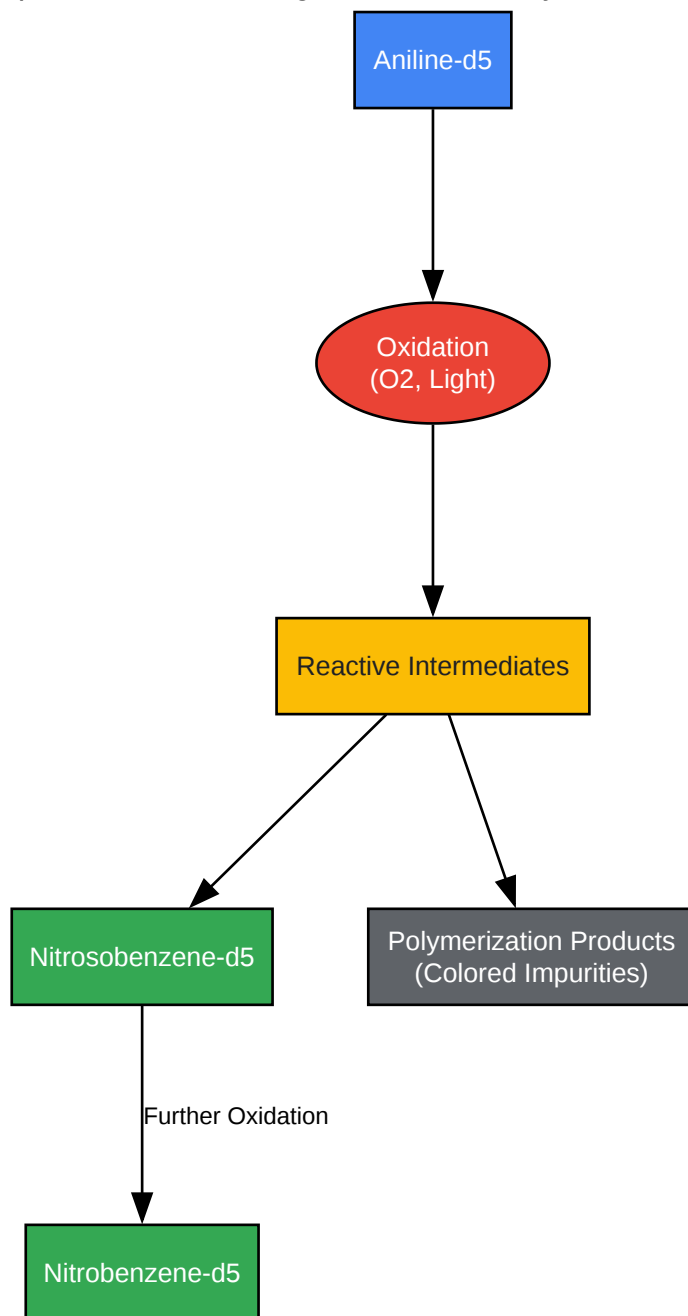 Aniline-d5
Oxidation
(O2, Light)
Reactive Intermediates
Nitrosobenzene-d5
Polymerization Products
(Colored Impurities)
Further Oxidation
Nitrobenzene-d5